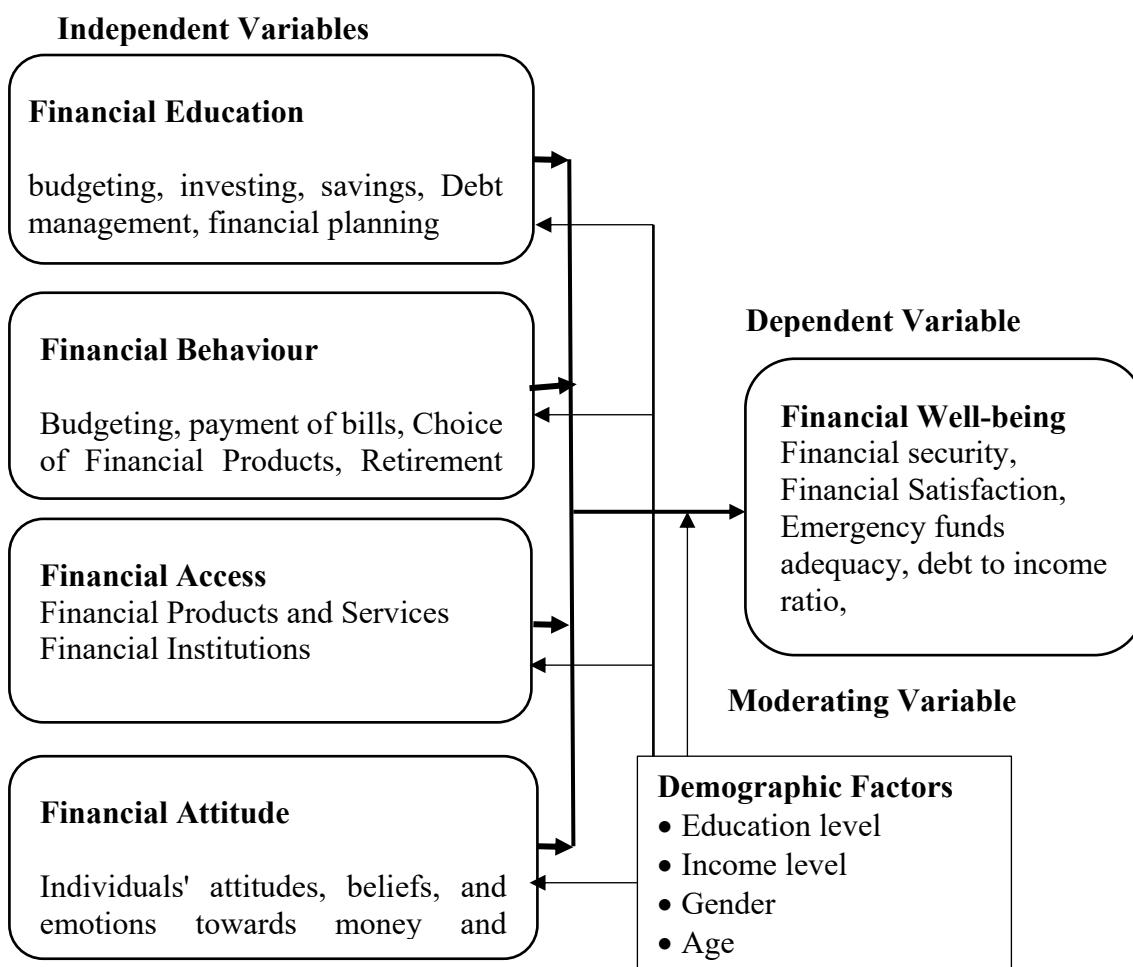 Independent Variables
Financial Education
budgeting, investing, savings, Debt
management, financial planning
Financial Behaviour
Budgeting, payment of bills, Choice
of Financial Products, Retirement
Financial Access
Financial Products and Services
Financial Institutions
Financial Attitude
Individuals' attitudes, beliefs, and
emotions towards money and
Dependent Variable
Financial Well-being
Financial security,
Financial Satisfaction,
Emergency funds
adequacy, debt to income
ratio,
Moderating Variable
Demographic Factors
• Education level
• Income level
• Gender
• Age